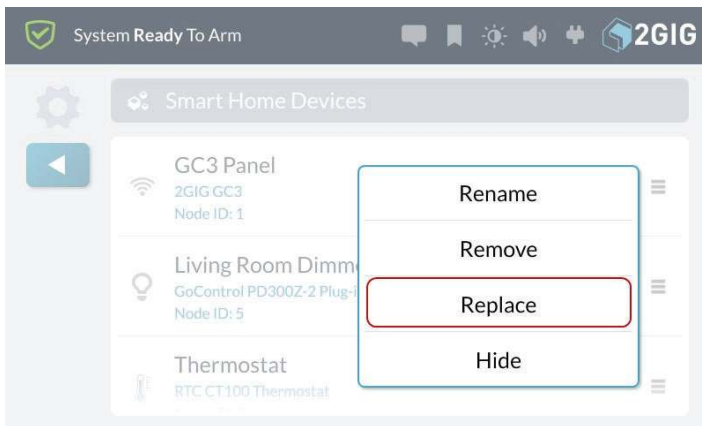 System Ready To Arm
2GIG
Smart Home Devices
GC3 Panel
2GIG GC3
Node ID: 1
Living Room Dimm
GoControl PD300Z-2 Plug-i
Node ID: 5
Thermostat
RTC CT100 Thermostat
Rename
Remove
Replace
Hide